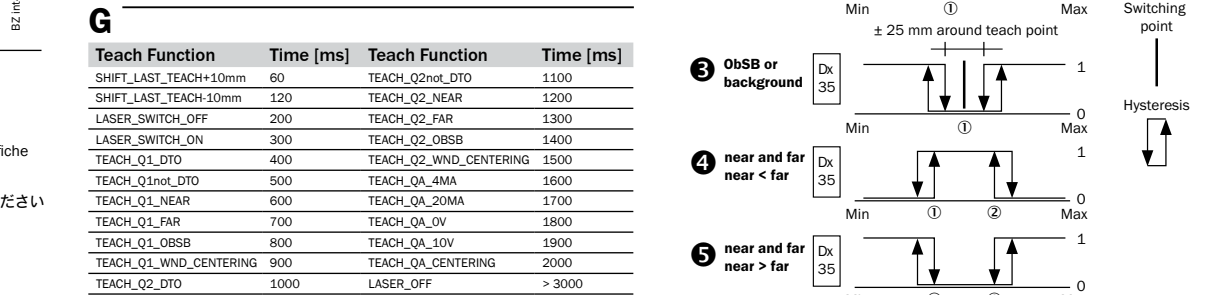 BZ int
fiche
ださい
G
Teach Function Time [ms] Teach Function Time [ms]
SHIFT_LAST_TEACH+10mm 60 TEACH_Q2not_DTO 1100
SHIFT_LAST_TEACH-10mm 120 TEACH_Q2_NEAR 1200
LASER_SWITCH_OFF 200 TEACH_Q2_FAR 1300
LASER_SWITCH_ON 300 TEACH_Q2_OBSB 1400
TEACH_Q1_DTO 400 TEACH_Q2_WND_CENTERING 1500
TEACH_Q1not_DTO 500 TEACH_QA_4MA 1600
TEACH_Q1_NEAR 600 TEACH_QA_20MA 1700
TEACH_Q1_FAR 700 TEACH_QA_0V 1800
TEACH_Q1_OBSB 800 TEACH_QA_10V 1900
TEACH_Q1_WND_CENTERING 900 TEACH_QA_CENTERING 2000
TEACH_Q2_DTO 1000 LASER_OFF > 3000
Min ① Max
± 25 mm around teach point
❸ ObSB or background Dx 35 1
0
Min ① Max
❹ near and far near < far Dx 35 1
0
Min ① ② Max
❺ near and far near > far Dx 35 1
0
Switching
point
Hysteresis